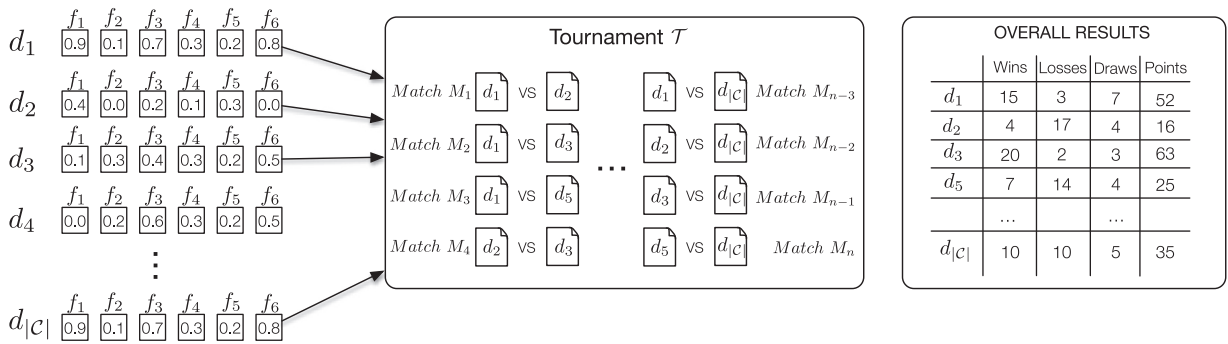 f1 f2 f3 f4 f5 f6
d1 0.9 0.1 0.7 0.3 0.2 0.8
f1 f2 f3 f4 f5 f6
d2 0.4 0.0 0.2 0.1 0.3 0.0
f1 f2 f3 f4 f5 f6
d3 0.1 0.3 0.4 0.3 0.2 0.5
f1 f2 f3 f4 f5 f6
d4 0.0 0.2 0.6 0.3 0.2 0.5
⋮
f1 f2 f3 f4 f5 f6
d|C| 0.9 0.1 0.7 0.3 0.2 0.8
Tournament T
Match M1 d1 VS d2 d1 VS d|C| Match Mn-3
Match M2 d1 VS d3 ... d2 VS d|C| Match Mn-2
Match M3 d1 VS d5 d3 VS d|C| Match Mn-1
Match M4 d2 VS d3 d5 VS d|C| Match Mn
OVERALL RESULTS
Wins Losses Draws Points
d1 15 3 7 52
d2 4 17 4 16
d3 20 2 3 63
d5 7 14 4 25
... ...
d|C| 10 10 5 35